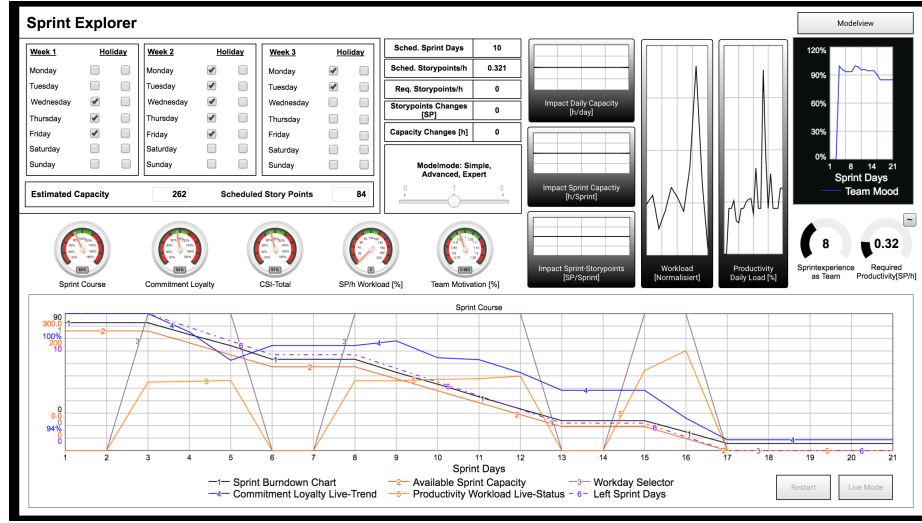 Sprint Explorer
Modelview
Week 1 Holiday
Monday
Tuesday
Wednesday
Thursday
Friday
Saturday
Sunday
Week 2 Holiday
Monday
Tuesday
Wednesday
Thursday
Friday
Saturday
Sunday
Week 3 Holiday
Monday
Tuesday
Wednesday
Thursday
Friday
Saturday
Sunday
Estimated Capacity 262 Scheduled Story Points 84
Sched. Sprint Days 10
Sched. Storypoints/h 0.321
Req. Storypoints/h 0
Storypoints Changes
[SP] 0
Capacity Changes [h] 0
Modelmode: Simple,
Advanced, Expert
0 1 2
Impact Daily Capacity
[h/day]
Impact Sprint Capactiy
[h/Sprint]
Impact Sprint-Storypoints
[SP/Sprint]
Workload
[Normalisiert]
Productivity
Daily Load [%]
120%
90%
60%
30%
0%
1 8 14 21
Sprint Days
Team Mood
8
Sprintexperience
as Team
0.32
Required
Productivity[SP/h]
Sprint Course
Commitment Loyalty
CSI-Total
SP/h Workload [%]
Team Motivation [%]
Sprint Course
90
300.0
1
100%
200
10
0
0.0
0
94%
0
0
1 2 3 4 5 6 7 8 9 10 11 12 13 14 15 16 17 18 19 20 21
Sprint Days
1 Sprint Burndown Chart 2 Available Sprint Capacity 3 Workday Selector
4 Commitment Loyalty Live-Trend 5 Productivity Workload Live-Status 6 Left Sprint Days
Restart
Live Mode